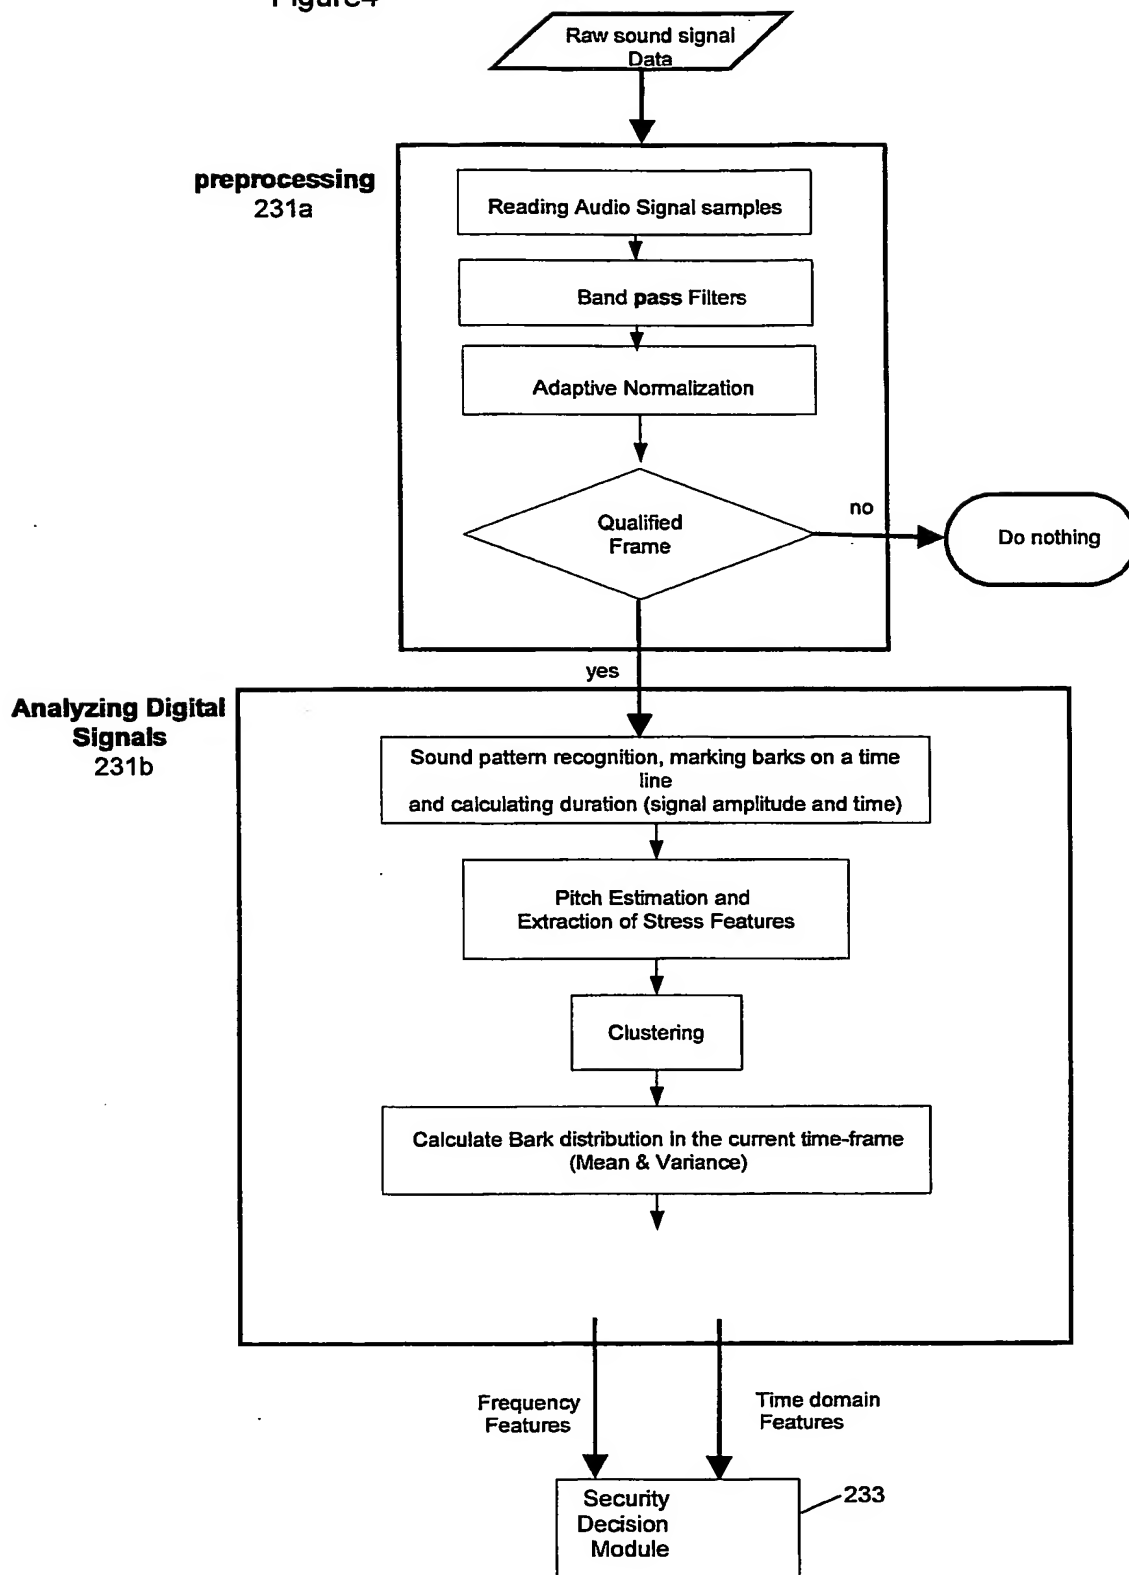 Figure4
Raw sound signal
Data
preprocessing
231a
Reading Audio Signal samples
Band pass Filters
Adaptive Normalization
Qualified
Frame
no
Do nothing
yes
Analyzing Digital
Signals
231b
Sound pattern recognition, marking barks on a time
line
and calculating duration (signal amplitude and time)
Pitch Estimation and
Extraction of Stress Features
Clustering
Calculate Bark distribution in the current time-frame
(Mean & Variance)
Frequency
Features
Time domain
Features
Security
Decision
Module
233